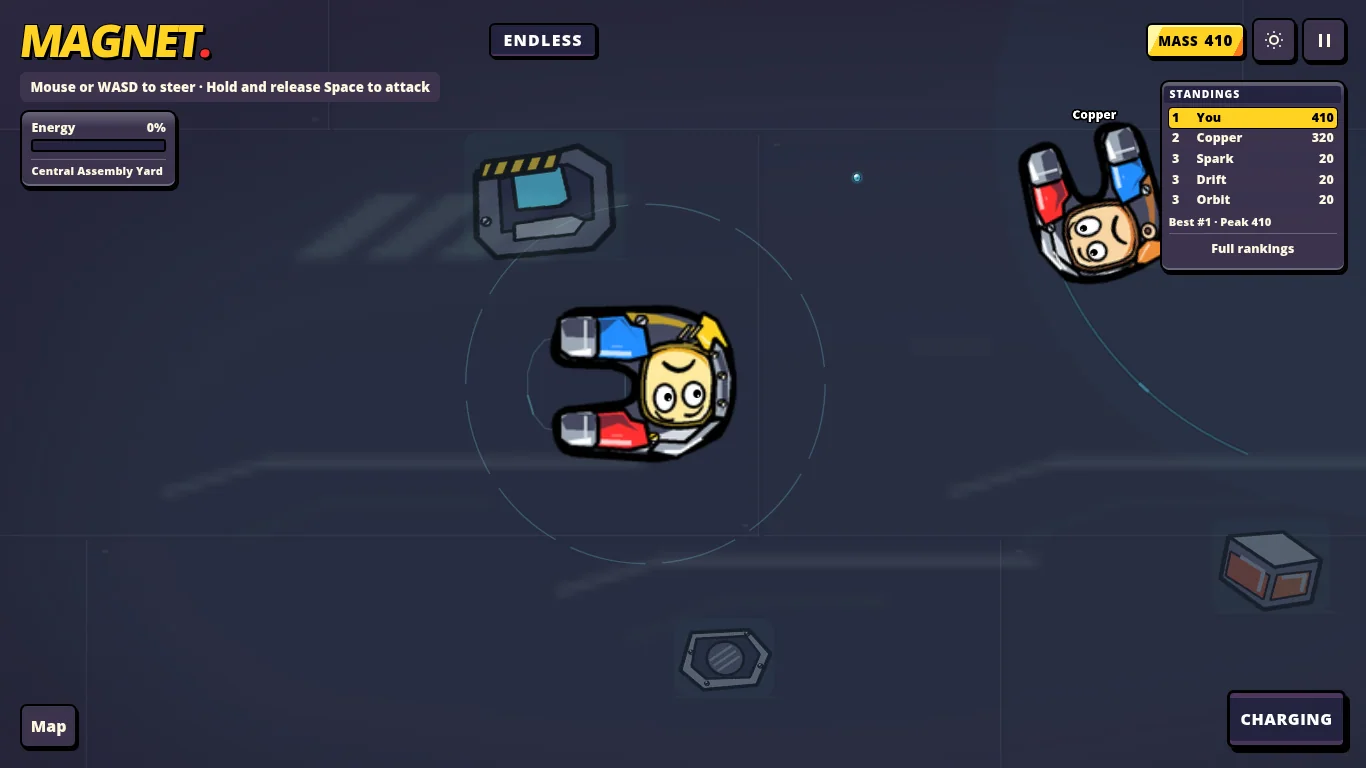 MAGNET.
ENDLESS
MASS 410
Mouse or WASD to steer · Hold and release Space to attack
Energy 0%
Central Assembly Yard
Copper
STANDINGS
1 You 410
2 Copper 320
3 Spark 20
3 Drift 20
3 Orbit 20
Best #1 · Peak 410
Full rankings
Map
CHARGING